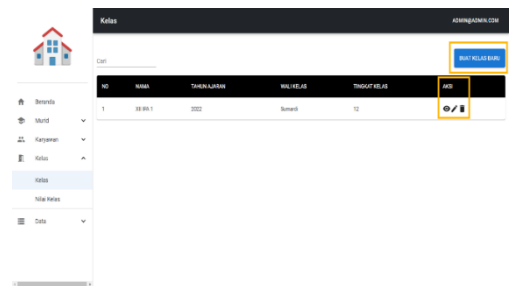 Kelas
ADMIN@ADMIN.COM
Cari
BUAT KELAS BARU
NO NAMA TAHUN AJARAN WALI KELAS TINGKAT KELAS AKSI
1 XII IPA 1 2022 Sumardi 12
Beranda
Murid
Karyawan
Kelas
Kelas
Nilai Kelas
Data